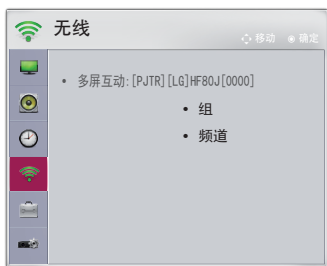 无线
移动 ◉ 确定
• 多屏互动:[PJTR][LG]HF80J[0000]
• 组
• 频道